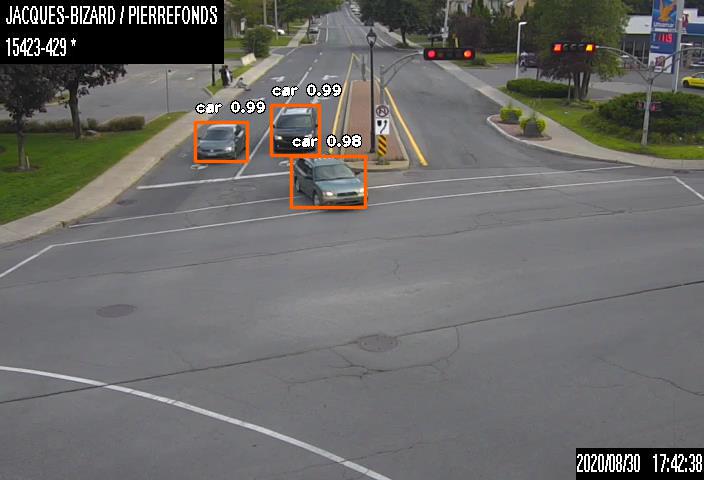 JACQUES-BIZARD / PIERREFONDS
15423-429 *
car 0.99
car 0.99
car 0.98
2020/08/30 17:42:38